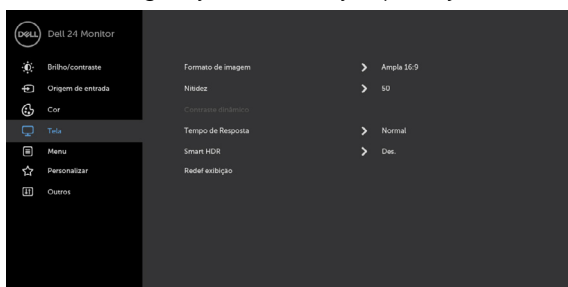 DELL
Dell 24 Monitor
Brilho/contraste
Origem de entrada
Cor
Tela
Menu
Personalizar
Outros
Formato de imagem Ampla 16:9
Nitidez 50
Contraste dinâmico
Tempo de Resposta Normal
Smart HDR Des.
Redef exibição